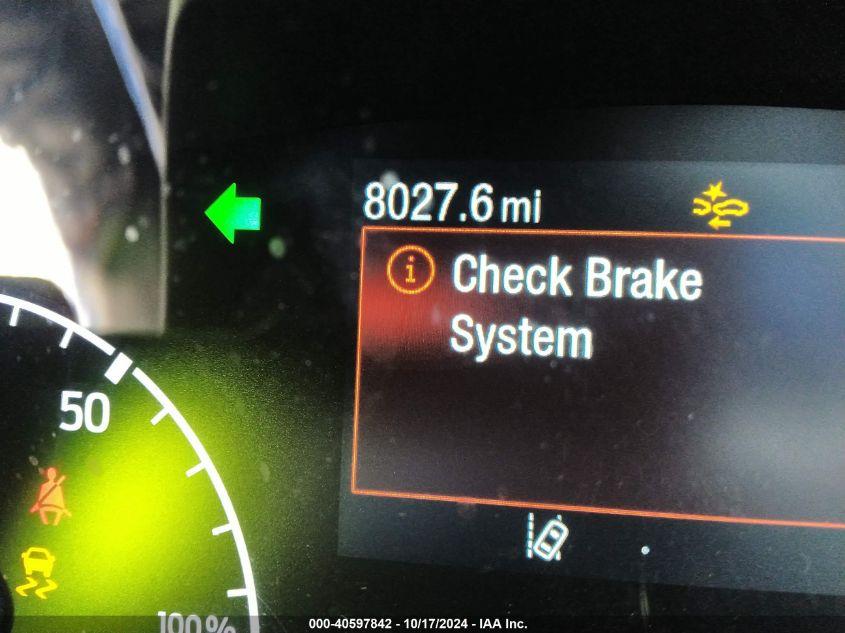 8027.6 mi
i Check Brake
System
50
100%
000-40597842 - 10/17/2024 - IAA Inc.